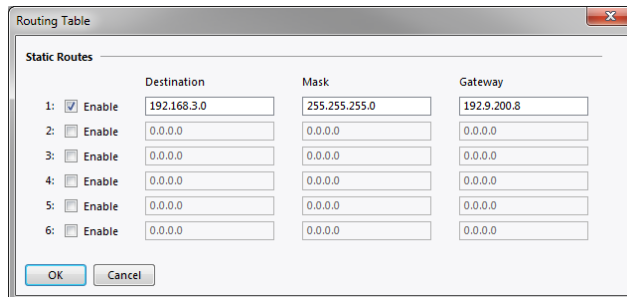 Routing Table
Static Routes
Destination Mask Gateway
1: Enable 192.168.3.0 255.255.255.0 192.9.200.8
2: Enable 0.0.0.0 0.0.0.0 0.0.0.0
3: Enable 0.0.0.0 0.0.0.0 0.0.0.0
4: Enable 0.0.0.0 0.0.0.0 0.0.0.0
5: Enable 0.0.0.0 0.0.0.0 0.0.0.0
6: Enable 0.0.0.0 0.0.0.0 0.0.0.0
OK Cancel